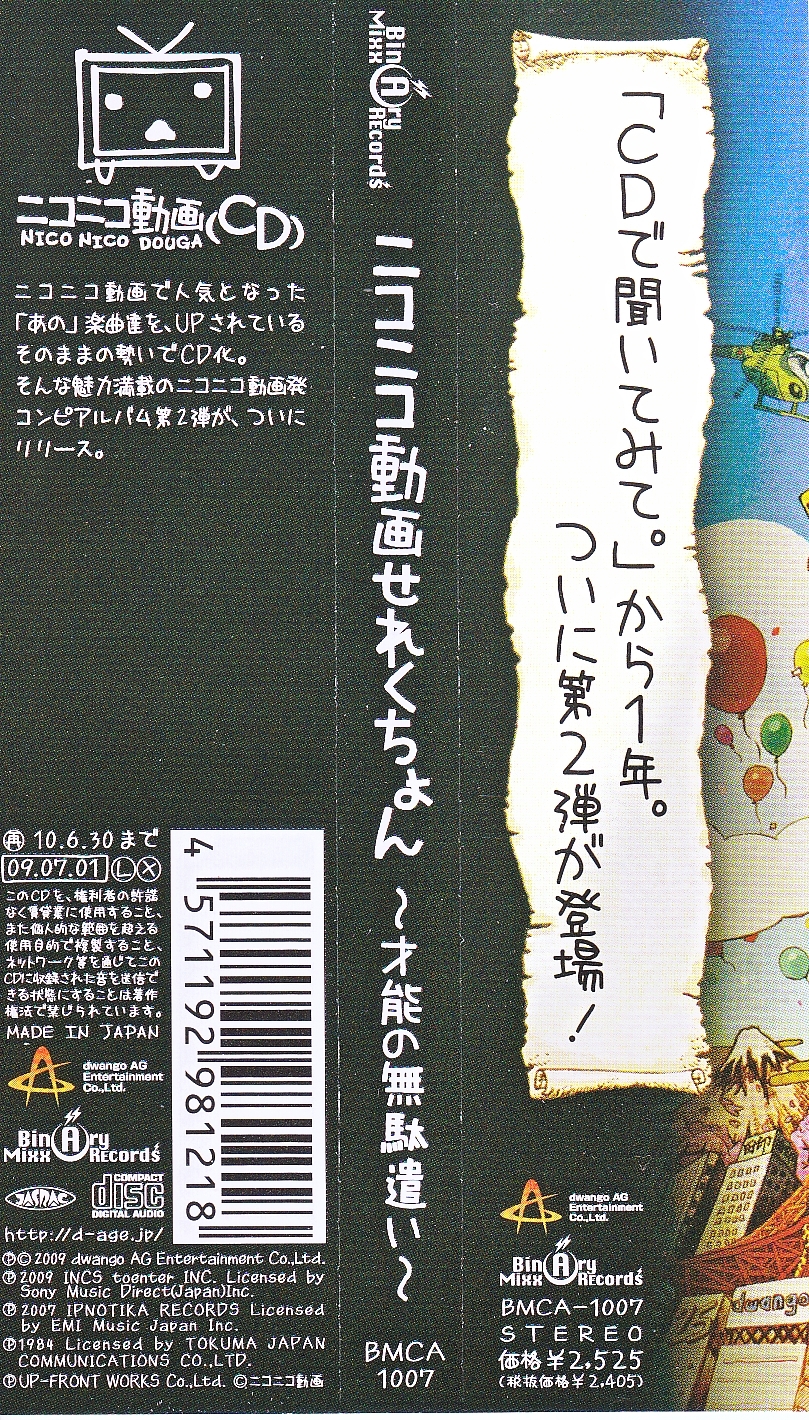 ニコニコ動画(CD)
NICO NICO DOUGA
ニコニコ動画で人気となった
「あの」楽曲達を、UPされている
そのままの勢いでCD化。
そんな魅力満載のニコニコ動画発
コンピアルバム第2弾が、ついに
リリース。
再 10.6.30まで
09.07.01 L X
このCDを、権利者の許諾
なく賃貸業に使用すること、
また個人的な範囲を超える
使用目的で複製すること、
ネットワーク等を通じてこの
CDに収録された音を送信で
きる状態にすることは著作
権法で禁じられています。
MADE IN JAPAN
dwango AG
Entertainment
Co.,Ltd.
BinAry
Mixx Records
JASRAC
COMPACT
disc
DIGITAL AUDIO
http://d-age.jp/
4 571192 981218
Ⓟ©2009 dwango AG Entertainment Co.,Ltd.
Ⓟ2009 INCS toenter INC. Licensed by
Sony Music Direct(Japan)Inc.
Ⓟ2007 IPNOTIKA RECORDS Licensed
by EMI Music Japan Inc.
Ⓟ1984 Licensed by TOKUMA JAPAN
COMMUNICATIONS CO.,LTD.
ⓅUP-FRONT WORKS Co.,Ltd. ©ニコニコ動画
BinAry
Mixx Records
ニコニコ動画せれくちょん ～才能の無駄遣い～
BMCA
1007
「CDで聞いてみて。」から1年。
ついに第2弾が登場！
dwango AG
Entertainment
Co.,Ltd.
BinAry
Mixx Records
BMCA-1007
STEREO
価格￥2,525
(税抜価格￥2,405)
dwango